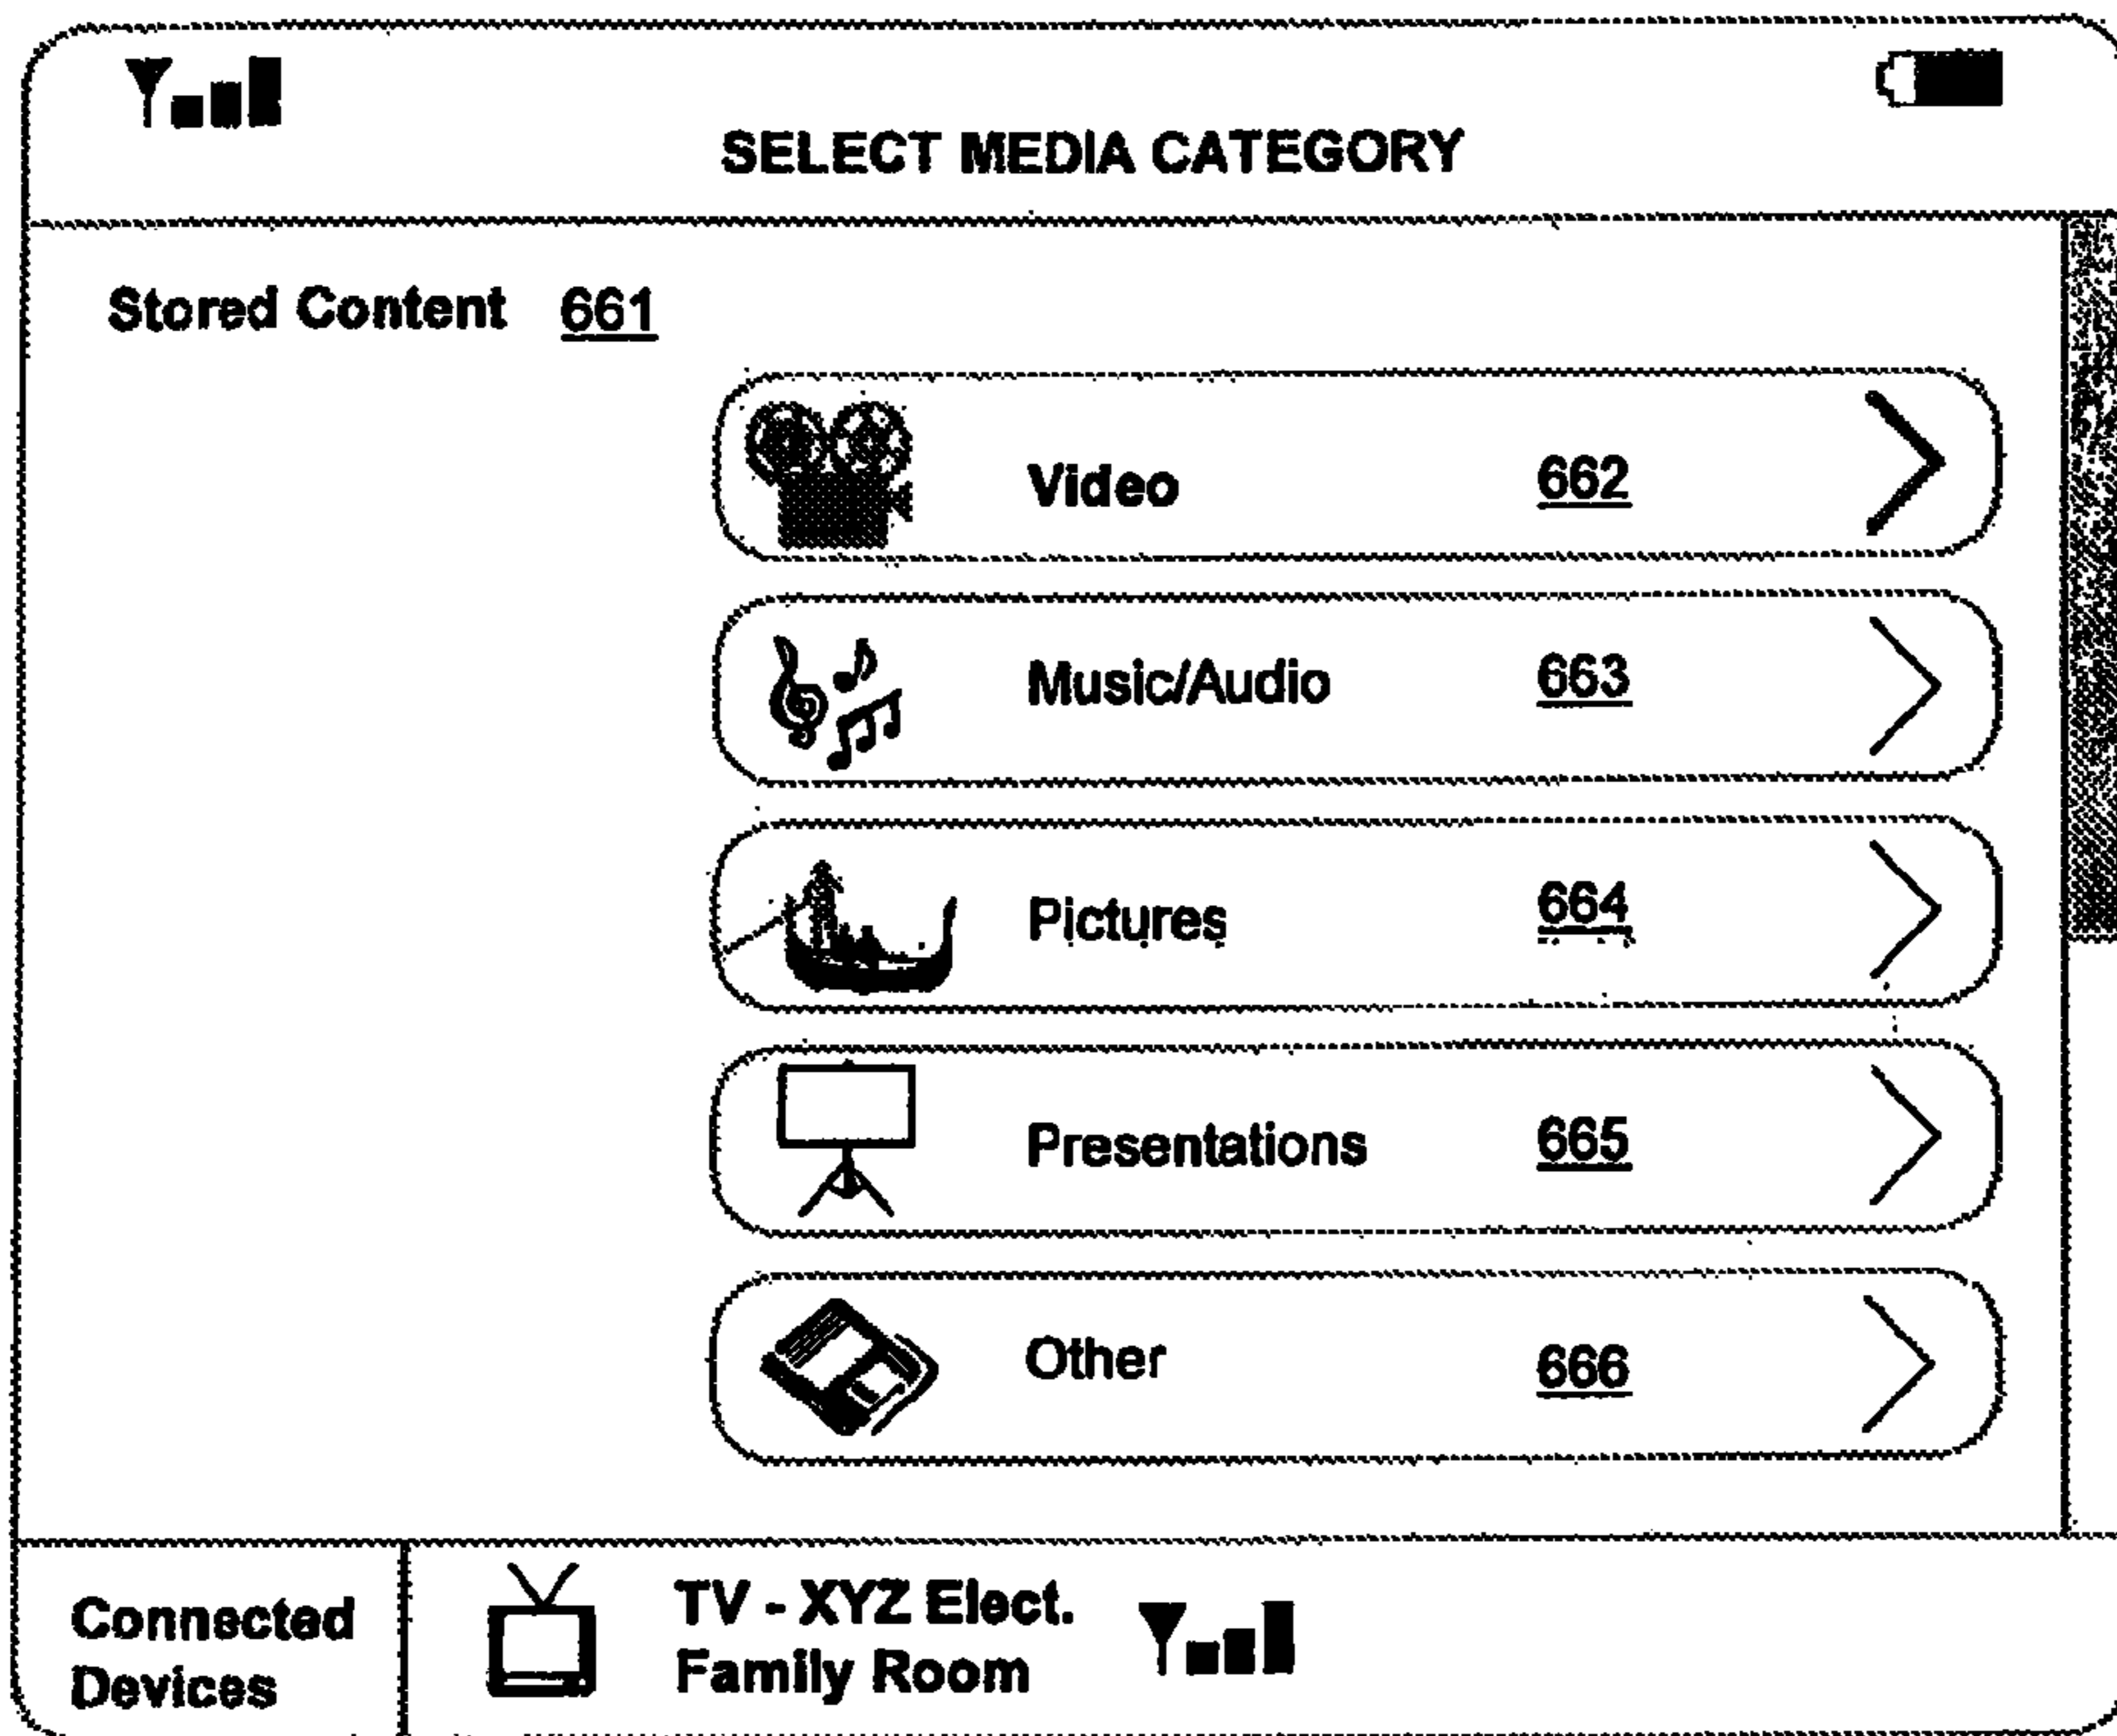 SELECT MEDIA CATEGORY
Stored Content 661
Video 662
Music/Audio 663
Pictures 664
Presentations 665
Other 666
Connected
Devices
TV - XYZ Elect.
Family Room